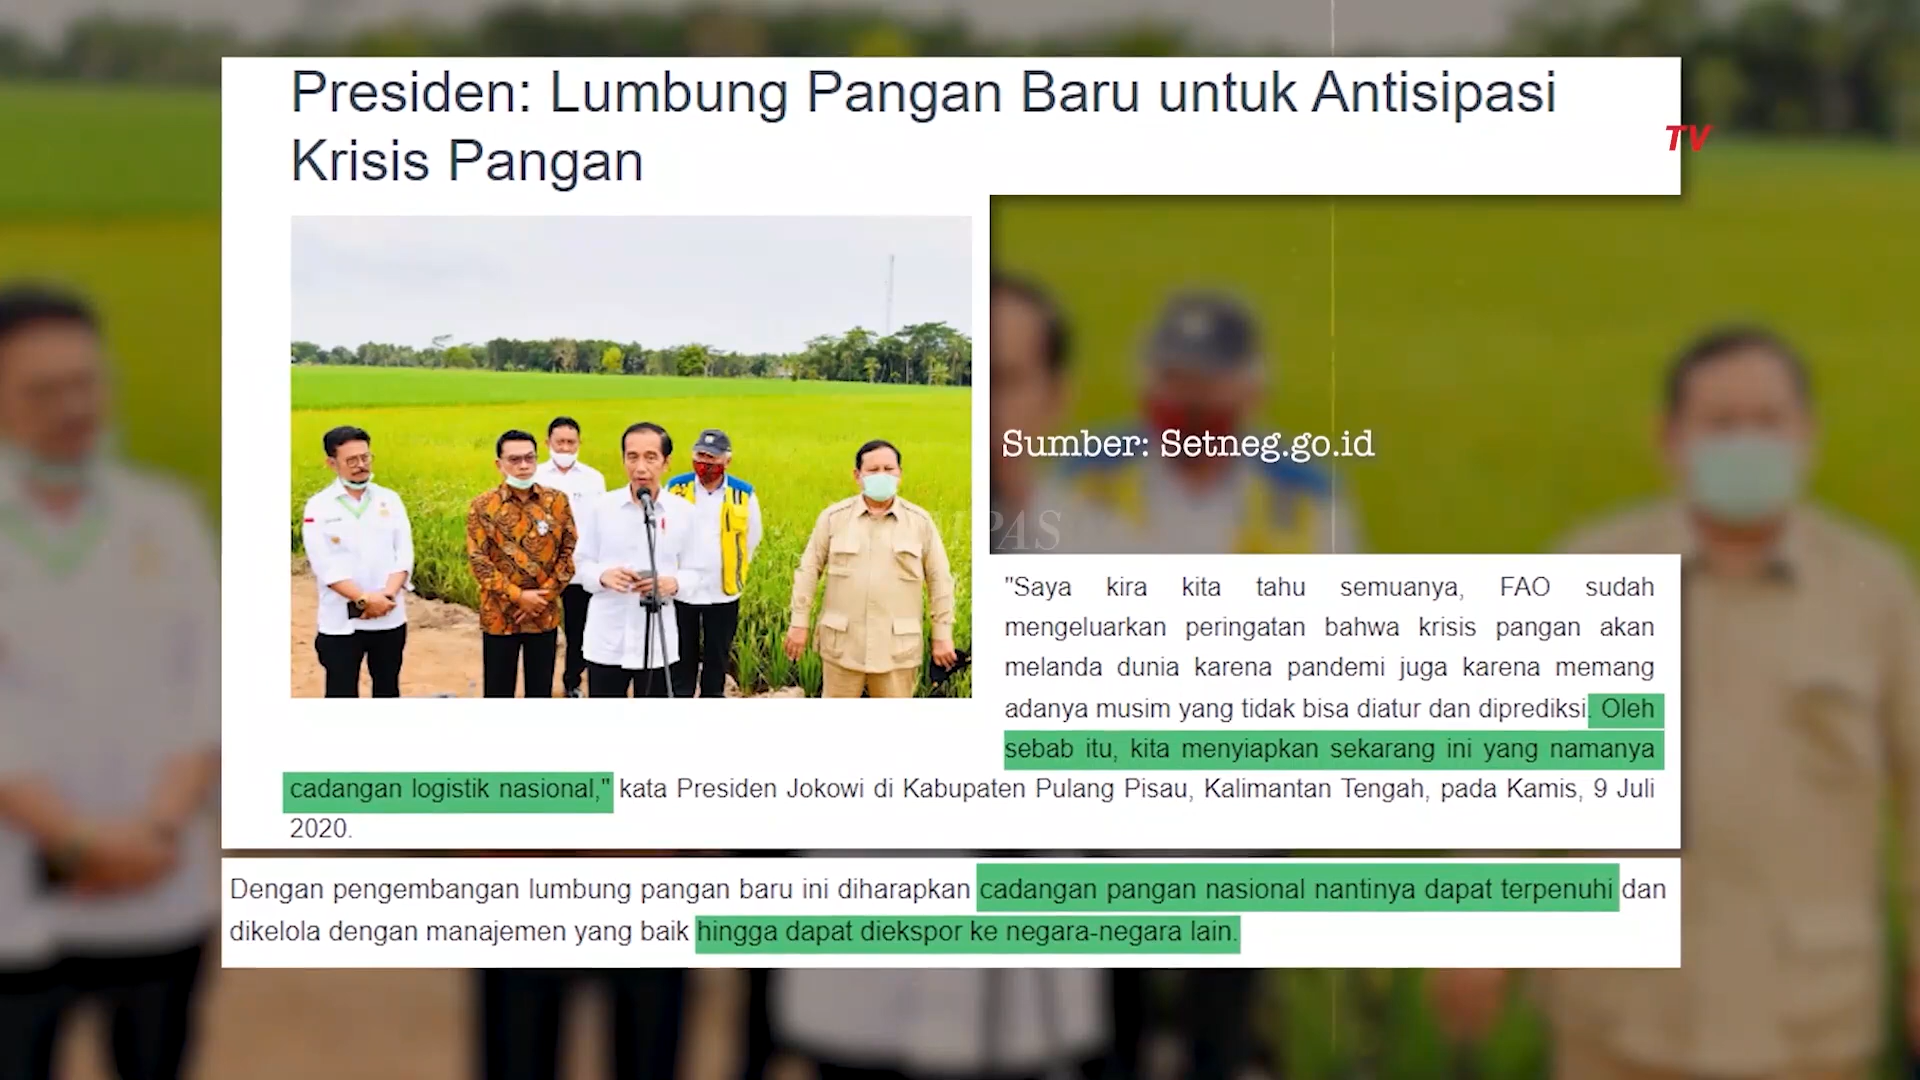 Presiden: Lumbung Pangan Baru untuk Antisipasi
Krisis Pangan
TV
Sumber: Setneg.go.id
"Saya kira kita tahu semuanya, FAO sudah
mengeluarkan peringatan bahwa krisis pangan akan
melanda dunia karena pandemi juga karena memang
adanya musim yang tidak bisa diatur dan diprediksi. Oleh
sebab itu, kita menyiapkan sekarang ini yang namanya
cadangan logistik nasional," kata Presiden Jokowi di Kabupaten Pulang Pisau, Kalimantan Tengah, pada Kamis, 9 Juli
2020.
Dengan pengembangan lumbung pangan baru ini diharapkan cadangan pangan nasional nantinya dapat terpenuhi dan
dikelola dengan manajemen yang baik hingga dapat diekspor ke negara-negara lain.